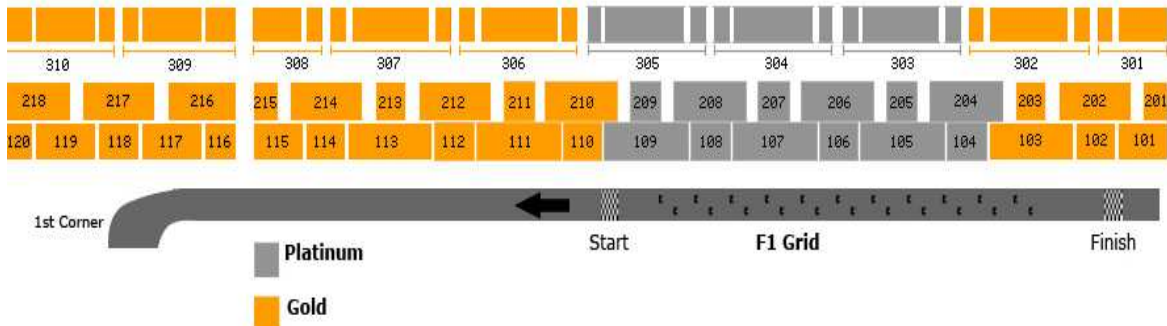 310 309 308 307 306 305 304 303 302 301
218 217 216 215 214 213 212 211 210 209 208 207 206 205 204 203 202 201
120 119 118 117 116 115 114 113 112 111 110 109 108 107 106 105 104 103 102 101
1st Corner
Start F1 Grid Finish
Platinum
Gold